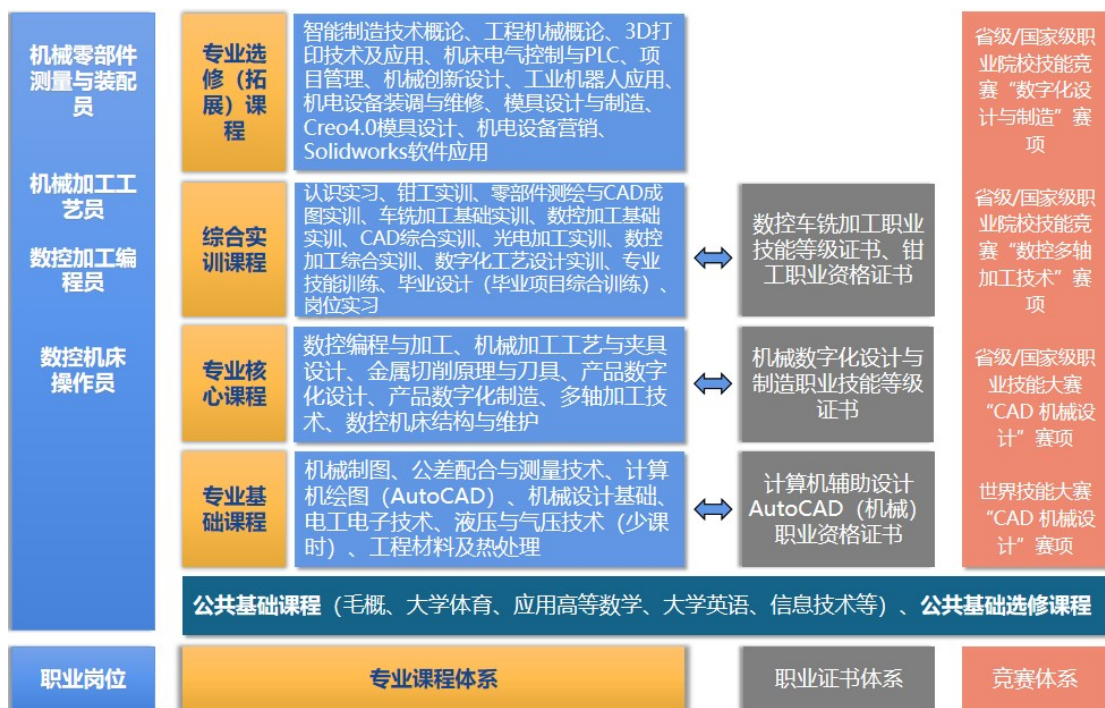 机械零部件
测量与装配
员
机械加工工
艺员
数控加工编
程员
数控机床
操作员
专业选
修（拓
展）课
程
智能制造技术概论、工程机械概论、3D打
印技术及应用、机床电气控制与PLC、项
目管理、机械创新设计、工业机器人应用、
机电设备装调与维修、模具设计与制造、
Creo4.0模具设计、机电设备营销、
Solidworks软件应用
省级/国家级职
业院校技能竞
赛“数字化设
计与制造”赛
项
综合实
训课程
认识实习、钳工实训、零部件测绘与CAD成
图实训、车铣加工基础实训、数控加工基础
实训、CAD综合实训、光电加工实训、数控
加工综合实训、数字化工艺设计实训、专业
技能训练、毕业设计（毕业项目综合训练）、
岗位实习
数控车铣加工职业
技能等级证书、钳
工职业资格证书
省级/国家级职
业院校技能竞
赛“数控多轴
加工技术”赛
项
专业核
心课程
数控编程与加工、机械加工工艺与夹具
设计、金属切削原理与刀具、产品数字
化设计、产品数字化制造、多轴加工技
术、数控机床结构与维护
机械数字化设计与
制造职业技能等级
证书
省级/国家级职
业技能大赛
“CAD 机械设
计”赛项
专业基
础课程
机械制图、公差配合与测量技术、计算
机绘图（AutoCAD）、机械设计基础、
电工电子技术、液压与气压技术（少课
时）、工程材料及热处理
计算机辅助设计
AutoCAD（机械）
职业资格证书
世界技能大赛
“CAD 机械设
计”赛项
公共基础课程（毛概、大学体育、应用高等数学、大学英语、信息技术等）、公共基础选修课程
职业岗位
专业课程体系
职业证书体系
竞赛体系